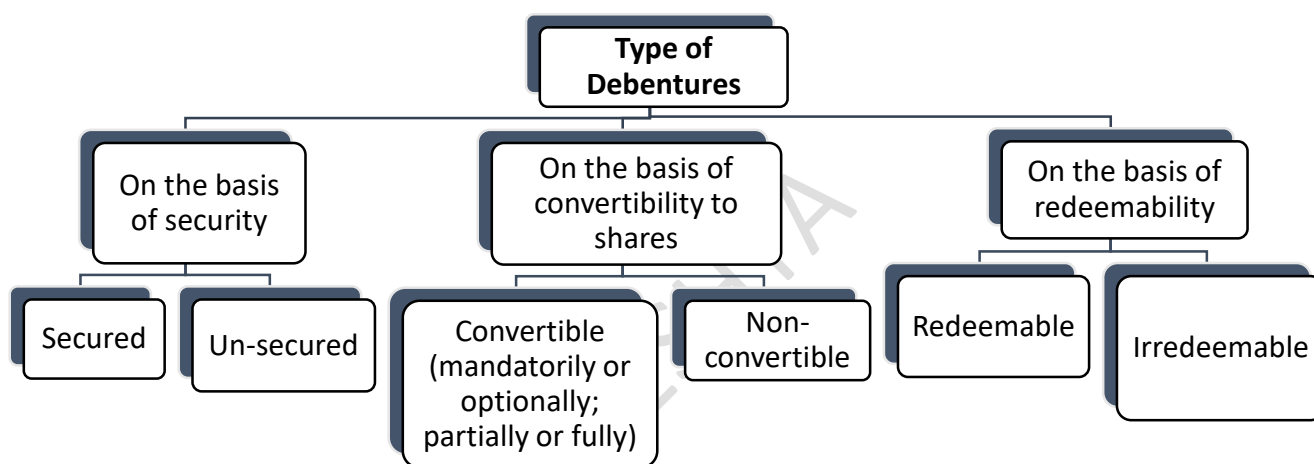 Type of
Debentures
On the basis
of security
On the basis of
convertibility to
shares
On the basis of
redeemability
Secured
Un-secured
Convertible
(mandatorily or
optionally;
partially or fully)
Non-
convertible
Redeemable
Irredeemable